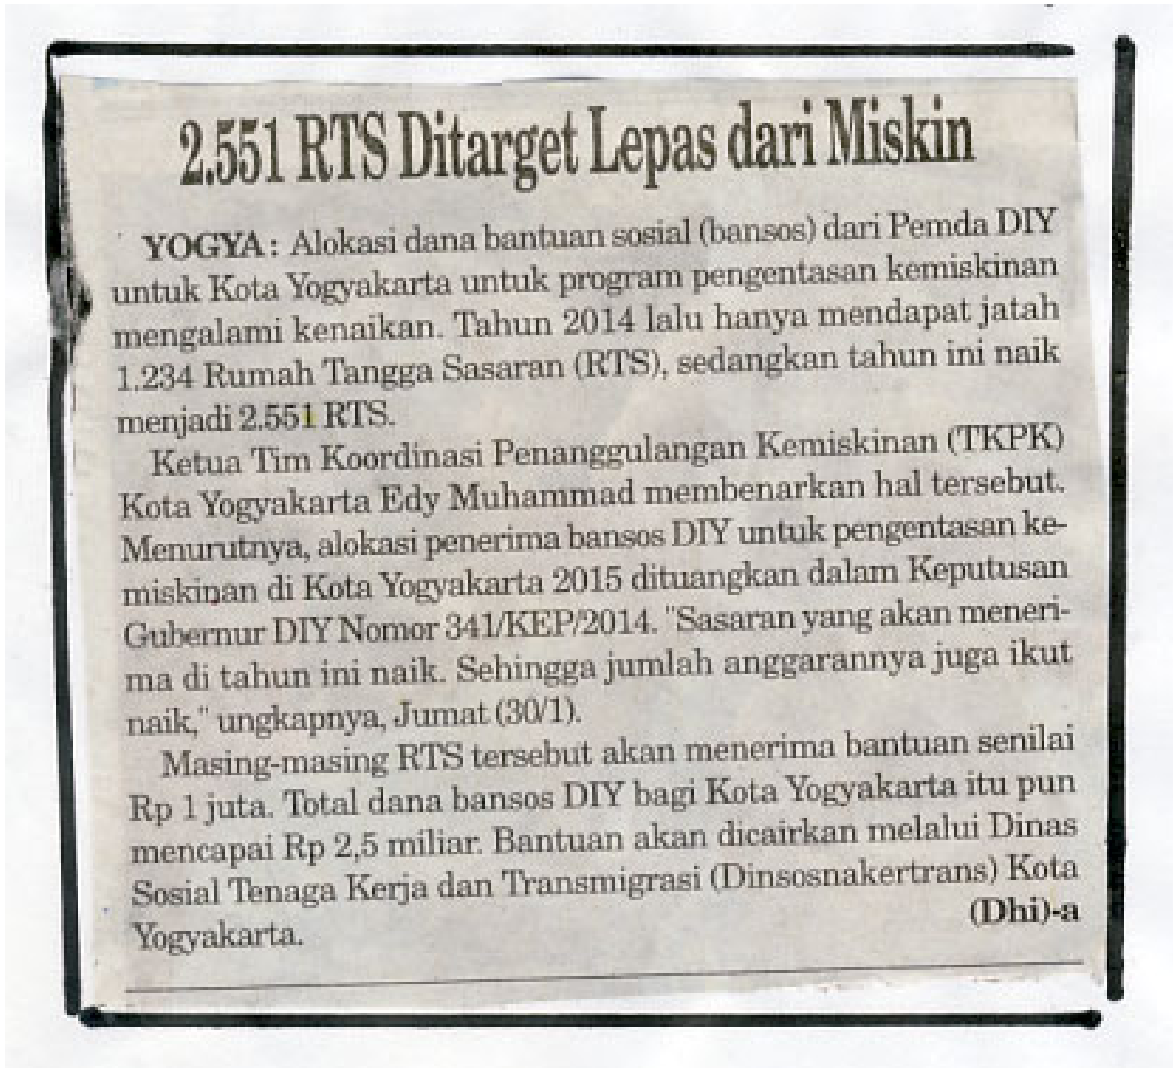 2.551 RTS Ditarget Lepas dari Miskin
YOGYA : Alokasi dana bantuan sosial (bansos) dari Pemda DIY
untuk Kota Yogyakarta untuk program pengentasan kemiskinan
mengalami kenaikan. Tahun 2014 lalu hanya mendapat jatah
1.234 Rumah Tangga Sasaran (RTS), sedangkan tahun ini naik
menjadi 2.551 RTS.
Ketua Tim Koordinasi Penanggulangan Kemiskinan (TKPK)
Kota Yogyakarta Edy Muhammad membenarkan hal tersebut.
Menurutnya, alokasi penerima bansos DIY untuk pengentasan ke-
miskinan di Kota Yogyakarta 2015 dituangkan dalam Keputusan
Gubernur DIY Nomor 341/KEP/2014. "Sasaran yang akan meneri-
ma di tahun ini naik. Sehingga jumlah anggarannya juga ikut
naik," ungkapnya, Jumat (30/1).
Masing-masing RTS tersebut akan menerima bantuan senilai
Rp 1 juta. Total dana bansos DIY bagi Kota Yogyakarta itu pun
mencapai Rp 2,5 miliar. Bantuan akan dicairkan melalui Dinas
Sosial Tenaga Kerja dan Transmigrasi (Dinsosnakertrans) Kota
Yogyakarta.
(Dhi)-a